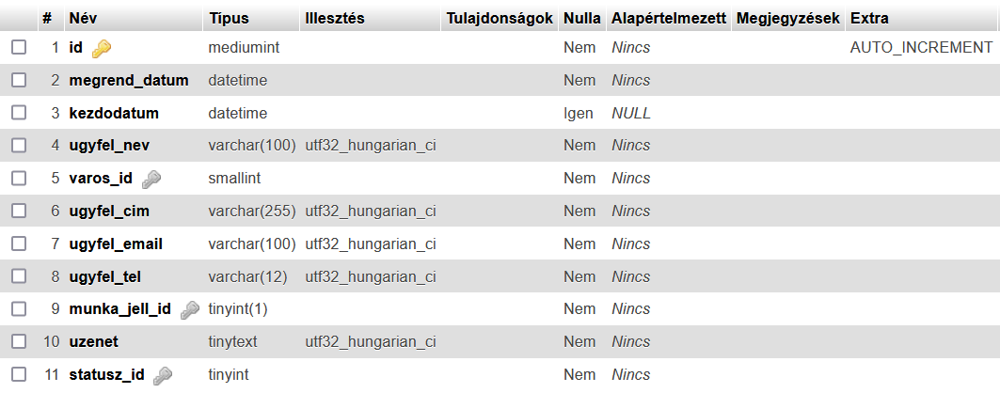 # Név Típus Illesztés Tulajdonságok Nulla Alapértelmezett Megjegyzések Extra
1 id mediumint Nem Nincs AUTO_INCREMENT
2 megrend_datum datetime Nem Nincs
3 kezdodatum datetime Igen NULL
4 ugyfel_nev varchar(100) utf32_hungarian_ci Nem Nincs
5 varos_id smallint Nem Nincs
6 ugyfel_cim varchar(255) utf32_hungarian_ci Nem Nincs
7 ugyfel_email varchar(100) utf32_hungarian_ci Nem Nincs
8 ugyfel_tel varchar(12) utf32_hungarian_ci Nem Nincs
9 munka_jell_id tinyint(1) Nem Nincs
10 uzenet tinytext utf32_hungarian_ci Nem Nincs
11 statusz_id tinyint Nem Nincs